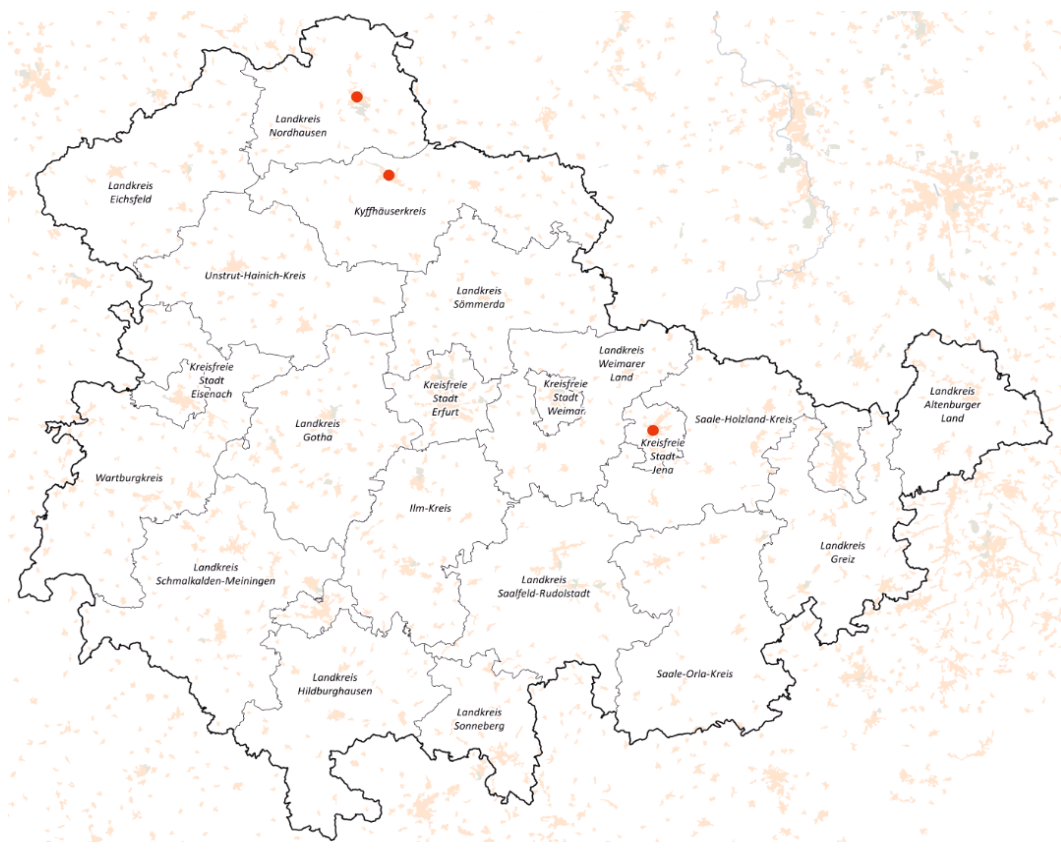 Landkreis
Nordhausen
Landkreis
Eichsfeld
Kyffhäuserkreis
Unstrut-Hainich-Kreis
Landkreis
Sömmerda
Landkreis
Weimarer
Land
Kreisfreie
Stadt
Eisenach
Kreisfreie
Stadt
Erfurt
Kreisfreie
Stadt
Weimar
Landkreis
Altenburger
Land
Landkreis
Gotha
Saale-Holzland-Kreis
Kreisfreie
Stadt
Jena
Wartburgkreis
Ilm-Kreis
Landkreis
Greiz
Landkreis
Schmalkalden-Meiningen
Landkreis
Saalfeld-Rudolstadt
Saale-Orla-Kreis
Landkreis
Hildburghausen
Landkreis
Sonneberg